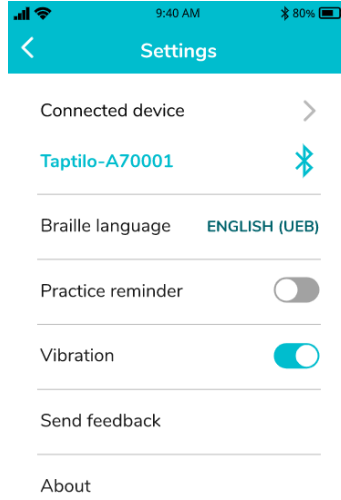 9:40 AM 80%
Settings
Connected device
Taptilo-A70001
Braille language ENGLISH (UEB)
Practice reminder
Vibration
Send feedback
About